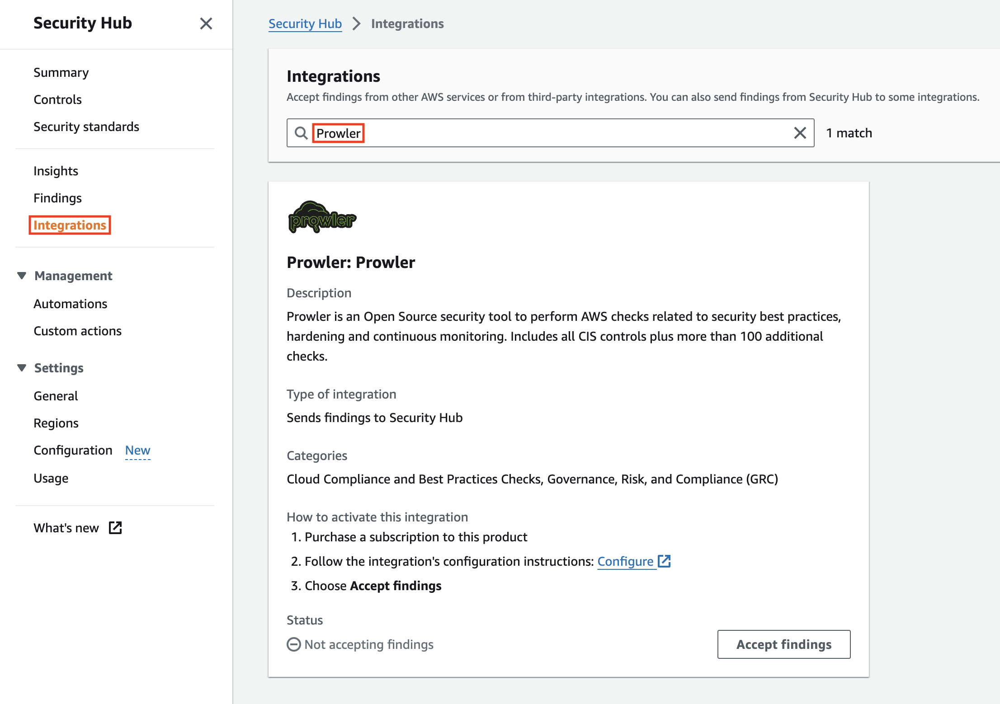 Security Hub
Summary
Controls
Security standards
Insights
Findings
Integrations
Management
Automations
Custom actions
Settings
General
Regions
Configuration New
Usage
What's new
Security Hub Integrations
Integrations
Accept findings from other AWS services or from third-party integrations. You can also send findings from Security Hub to some integrations.
Prowler 1 match
prowler
Prowler: Prowler
Description
Prowler is an Open Source security tool to perform AWS checks related to security best practices,
hardening and continuous monitoring. Includes all CIS controls plus more than 100 additional
checks.
Type of integration
Sends findings to Security Hub
Categories
Cloud Compliance and Best Practices Checks, Governance, Risk, and Compliance (GRC)
How to activate this integration
1. Purchase a subscription to this product
2. Follow the integration's configuration instructions: Configure
3. Choose Accept findings
Status
Not accepting findings
Accept findings